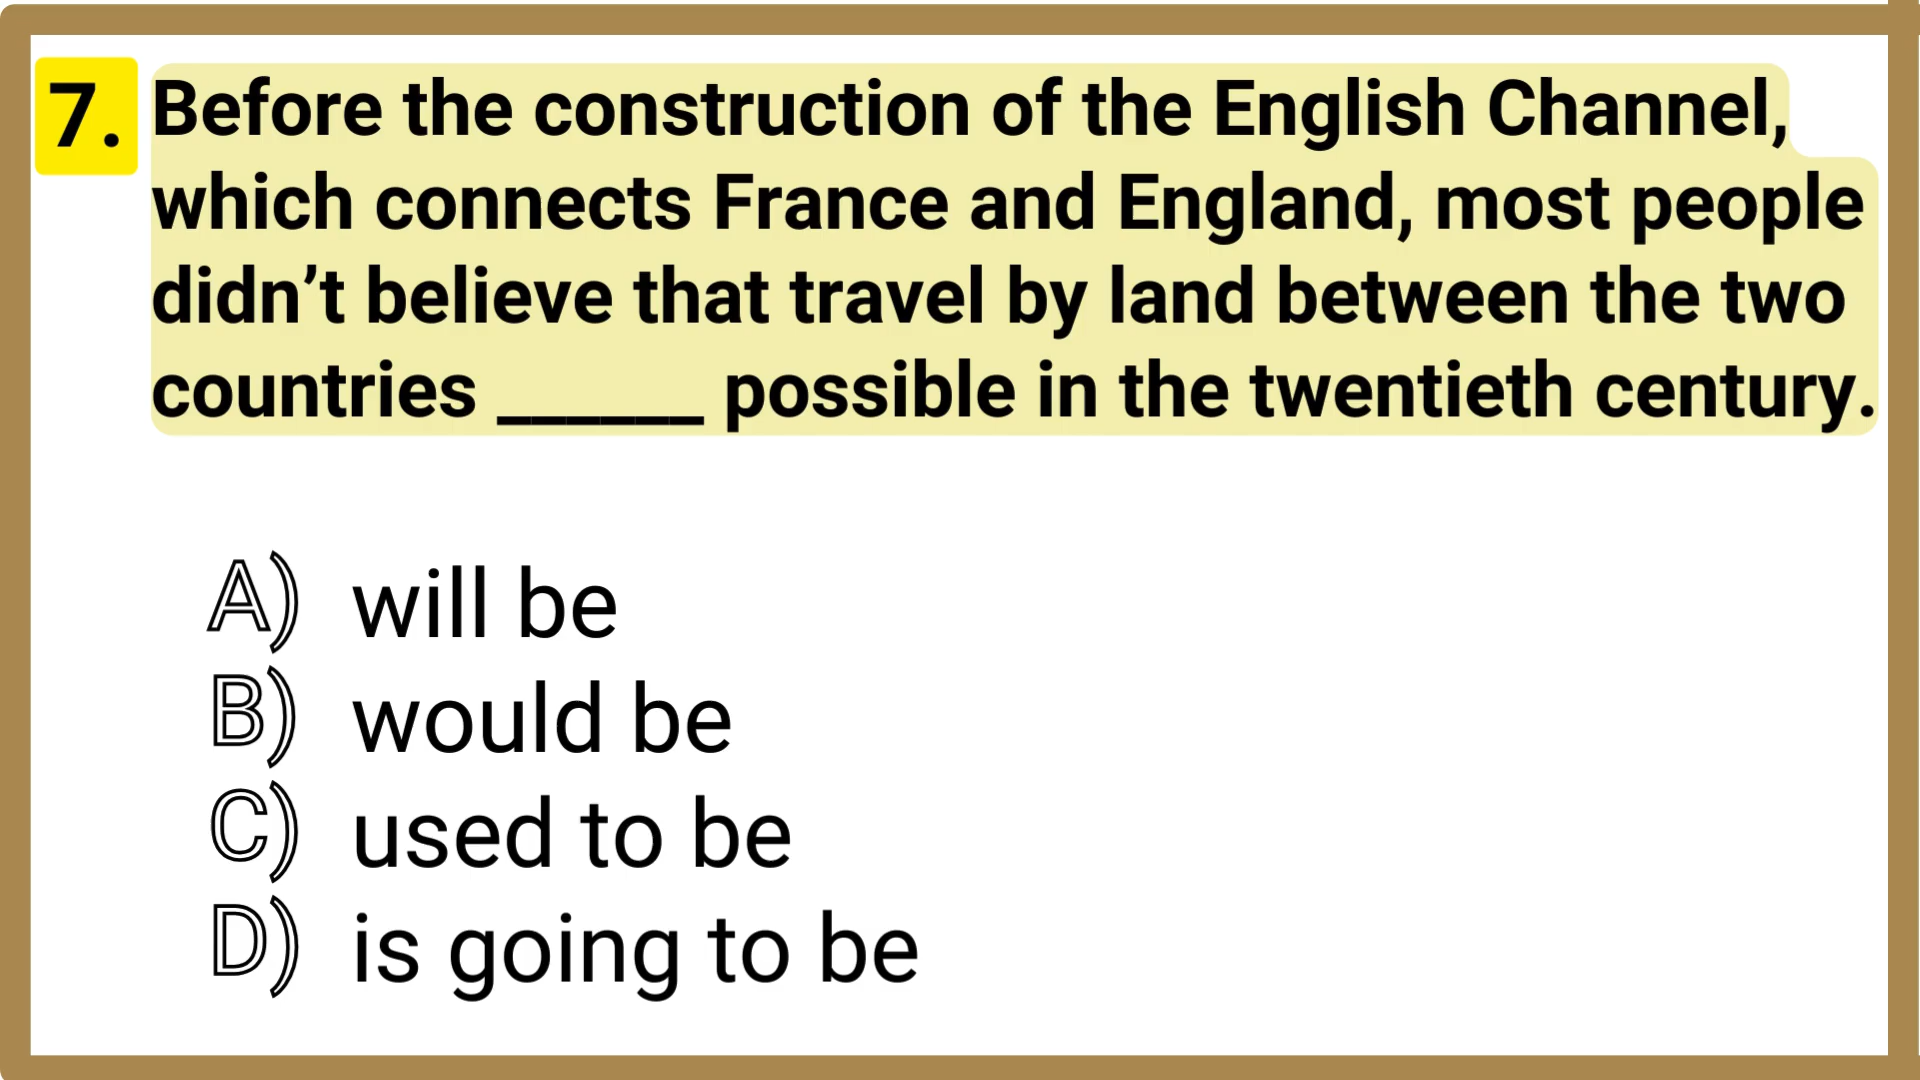 7. Before the construction of the English Channel,
which connects France and England, most people
didn’t believe that travel by land between the two
countries ______ possible in the twentieth century.
A) will be
B) would be
C) used to be
D) is going to be